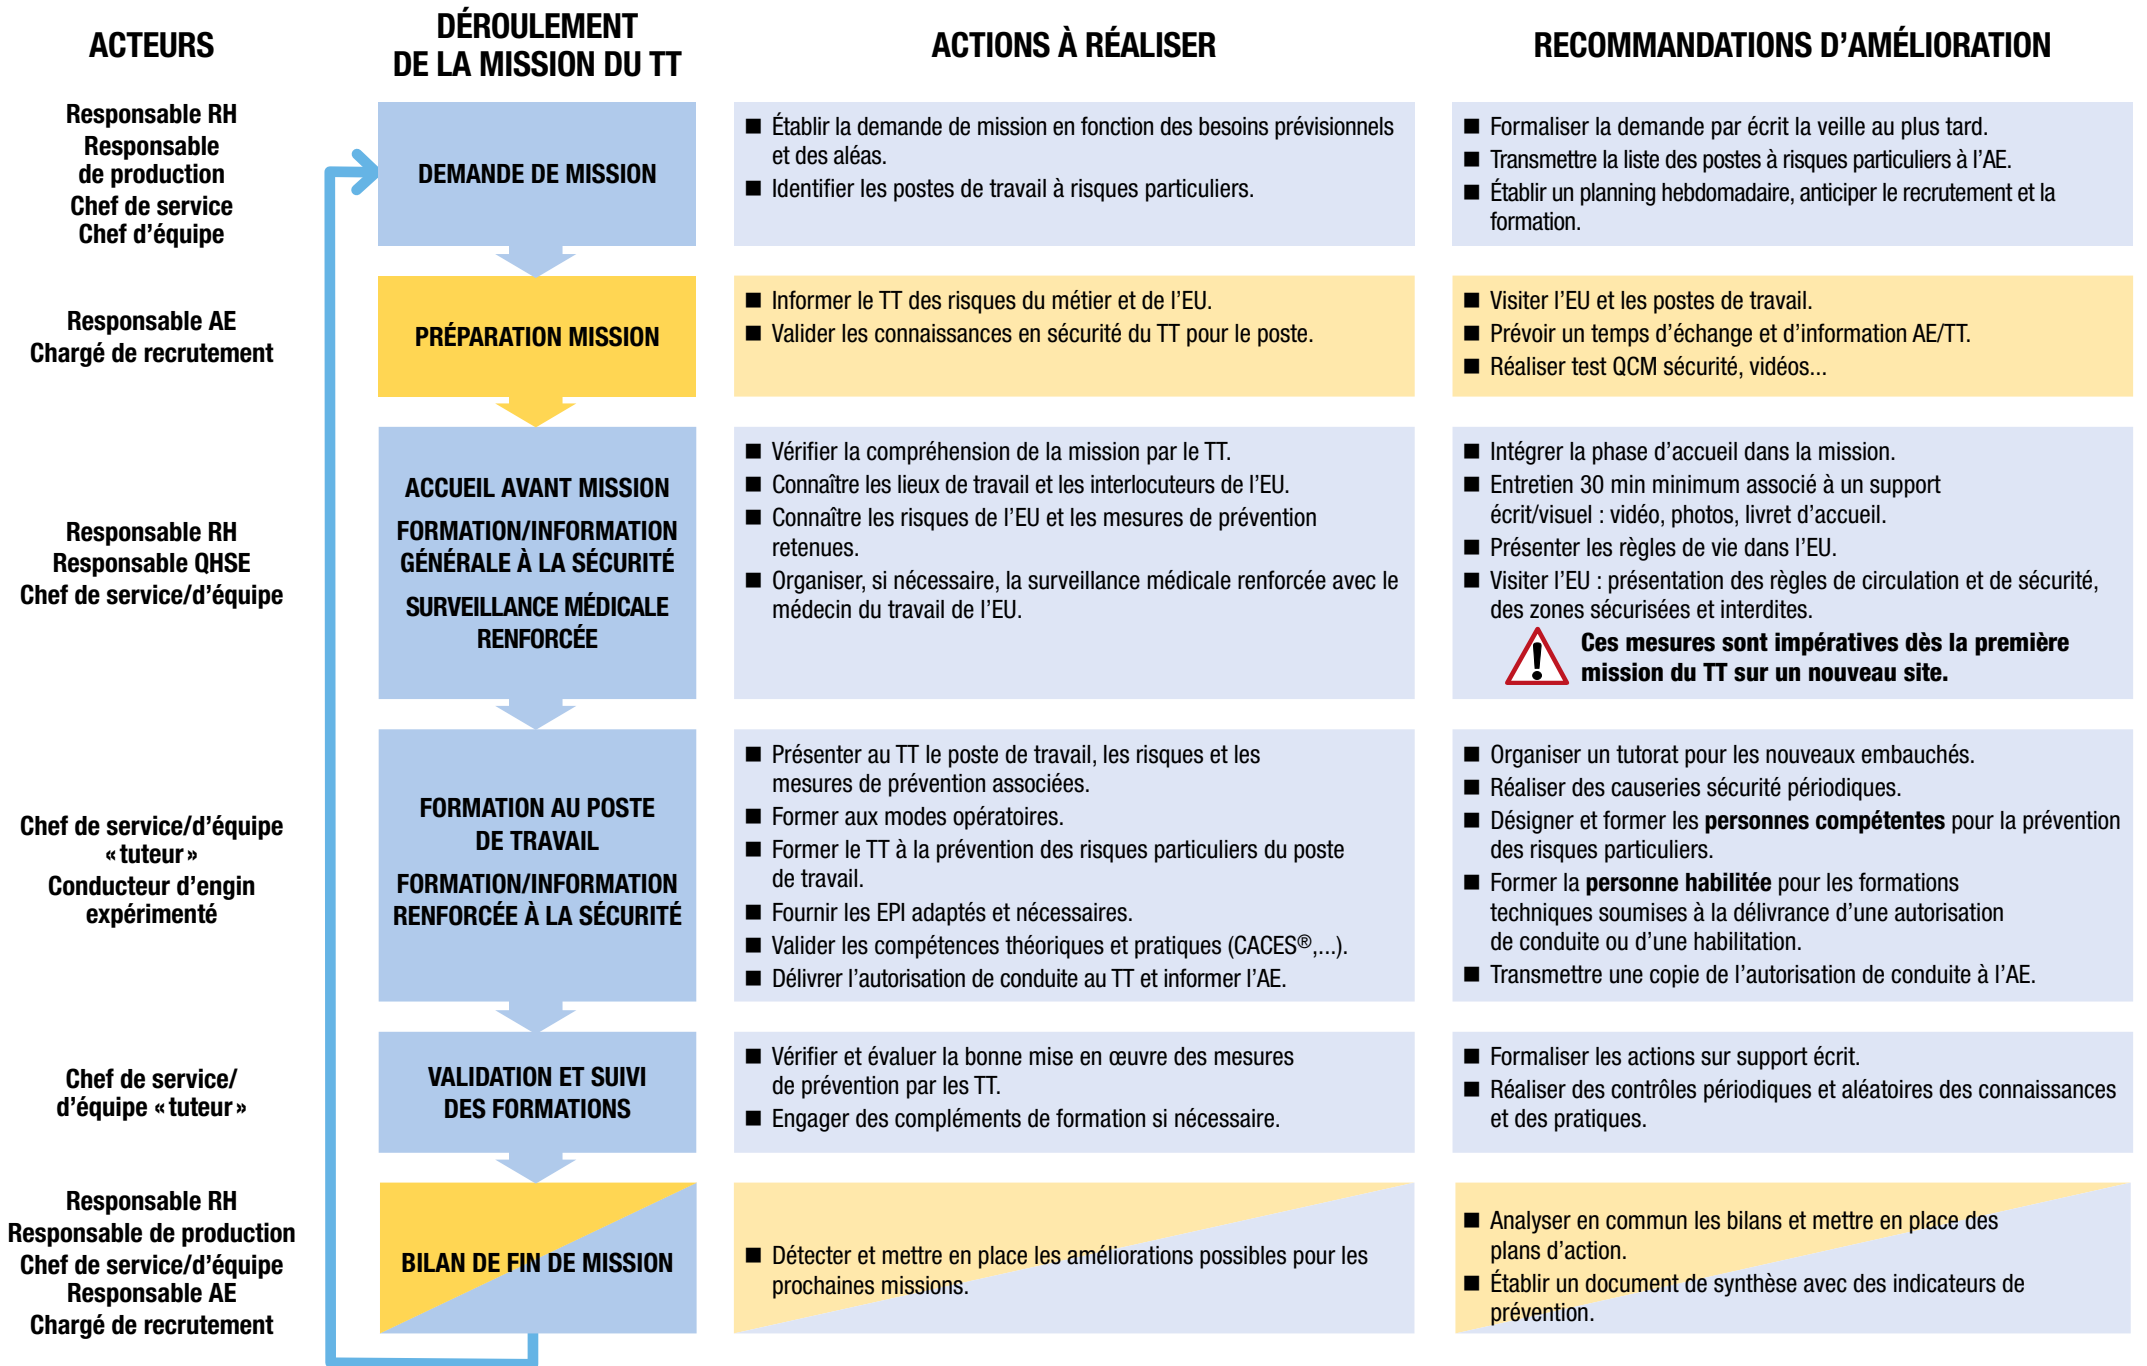 ACTEURS
DÉROULEMENT
DE LA MISSION DU TT
ACTIONS À RÉALISER
RECOMMANDATIONS D’AMÉLIORATION
Responsable RH
Responsable
de production
Chef de service
Chef d’équipe
DEMANDE DE MISSION
■ Établir la demande de mission en fonction des besoins prévisionnels
et des aléas.
■ Identifier les postes de travail à risques particuliers.
■ Formaliser la demande par écrit la veille au plus tard.
■ Transmettre la liste des postes à risques particuliers à l’AE.
■ Établir un planning hebdomadaire, anticiper le recrutement et la
formation.
Responsable AE
Chargé de recrutement
PRÉPARATION MISSION
■ Informer le TT des risques du métier et de l’EU.
■ Valider les connaissances en sécurité du TT pour le poste.
■ Visiter l’EU et les postes de travail.
■ Prévoir un temps d’échange et d’information AE/TT.
■ Réaliser test QCM sécurité, vidéos...
Responsable RH
Responsable QHSE
Chef de service/d’équipe
ACCUEIL AVANT MISSION
FORMATION/INFORMATION
GÉNÉRALE À LA SÉCURITÉ
SURVEILLANCE MÉDICALE
RENFORCÉE
■ Vérifier la compréhension de la mission par le TT.
■ Connaître les lieux de travail et les interlocuteurs de l’EU.
■ Connaître les risques de l’EU et les mesures de prévention
retenues.
■ Organiser, si nécessaire, la surveillance médicale renforcée avec le
médecin du travail de l’EU.
■ Intégrer la phase d’accueil dans la mission.
■ Entretien 30 min minimum associé à un support
écrit/visuel : vidéo, photos, livret d’accueil.
■ Présenter les règles de vie dans l’EU.
■ Visiter l’EU : présentation des règles de circulation et de sécurité,
des zones sécurisées et interdites.
Ces mesures sont impératives dès la première
mission du TT sur un nouveau site.
Chef de service/d’équipe
«tuteur»
Conducteur d’engin
expérimenté
FORMATION AU POSTE
DE TRAVAIL
FORMATION/INFORMATION
RENFORCÉE À LA SÉCURITÉ
■ Présenter au TT le poste de travail, les risques et les
mesures de prévention associées.
■ Former aux modes opératoires.
■ Former le TT à la prévention des risques particuliers du poste
de travail.
■ Fournir les EPI adaptés et nécessaires.
■ Valider les compétences théoriques et pratiques (CACES®,...).
■ Délivrer l’autorisation de conduite au TT et informer l’AE.
■ Organiser un tutorat pour les nouveaux embauchés.
■ Réaliser des causeries sécurité périodiques.
■ Désigner et former les personnes compétentes pour la prévention
des risques particuliers.
■ Former la personne habilitée pour les formations
techniques soumises à la délivrance d’une autorisation
de conduite ou d’une habilitation.
■ Transmettre une copie de l’autorisation de conduite à l’AE.
Chef de service/
d’équipe «tuteur»
VALIDATION ET SUIVI
DES FORMATIONS
■ Vérifier et évaluer la bonne mise en œuvre des mesures
de prévention par les TT.
■ Engager des compléments de formation si nécessaire.
■ Formaliser les actions sur support écrit.
■ Réaliser des contrôles périodiques et aléatoires des connaissances
et des pratiques.
Responsable RH
Responsable de production
Chef de service/d’équipe
Responsable AE
Chargé de recrutement
BILAN DE FIN DE MISSION
■ Détecter et mettre en place les améliorations possibles pour les
prochaines missions.
■ Analyser en commun les bilans et mettre en place des
plans d’action.
■ Établir un document de synthèse avec des indicateurs de
prévention.